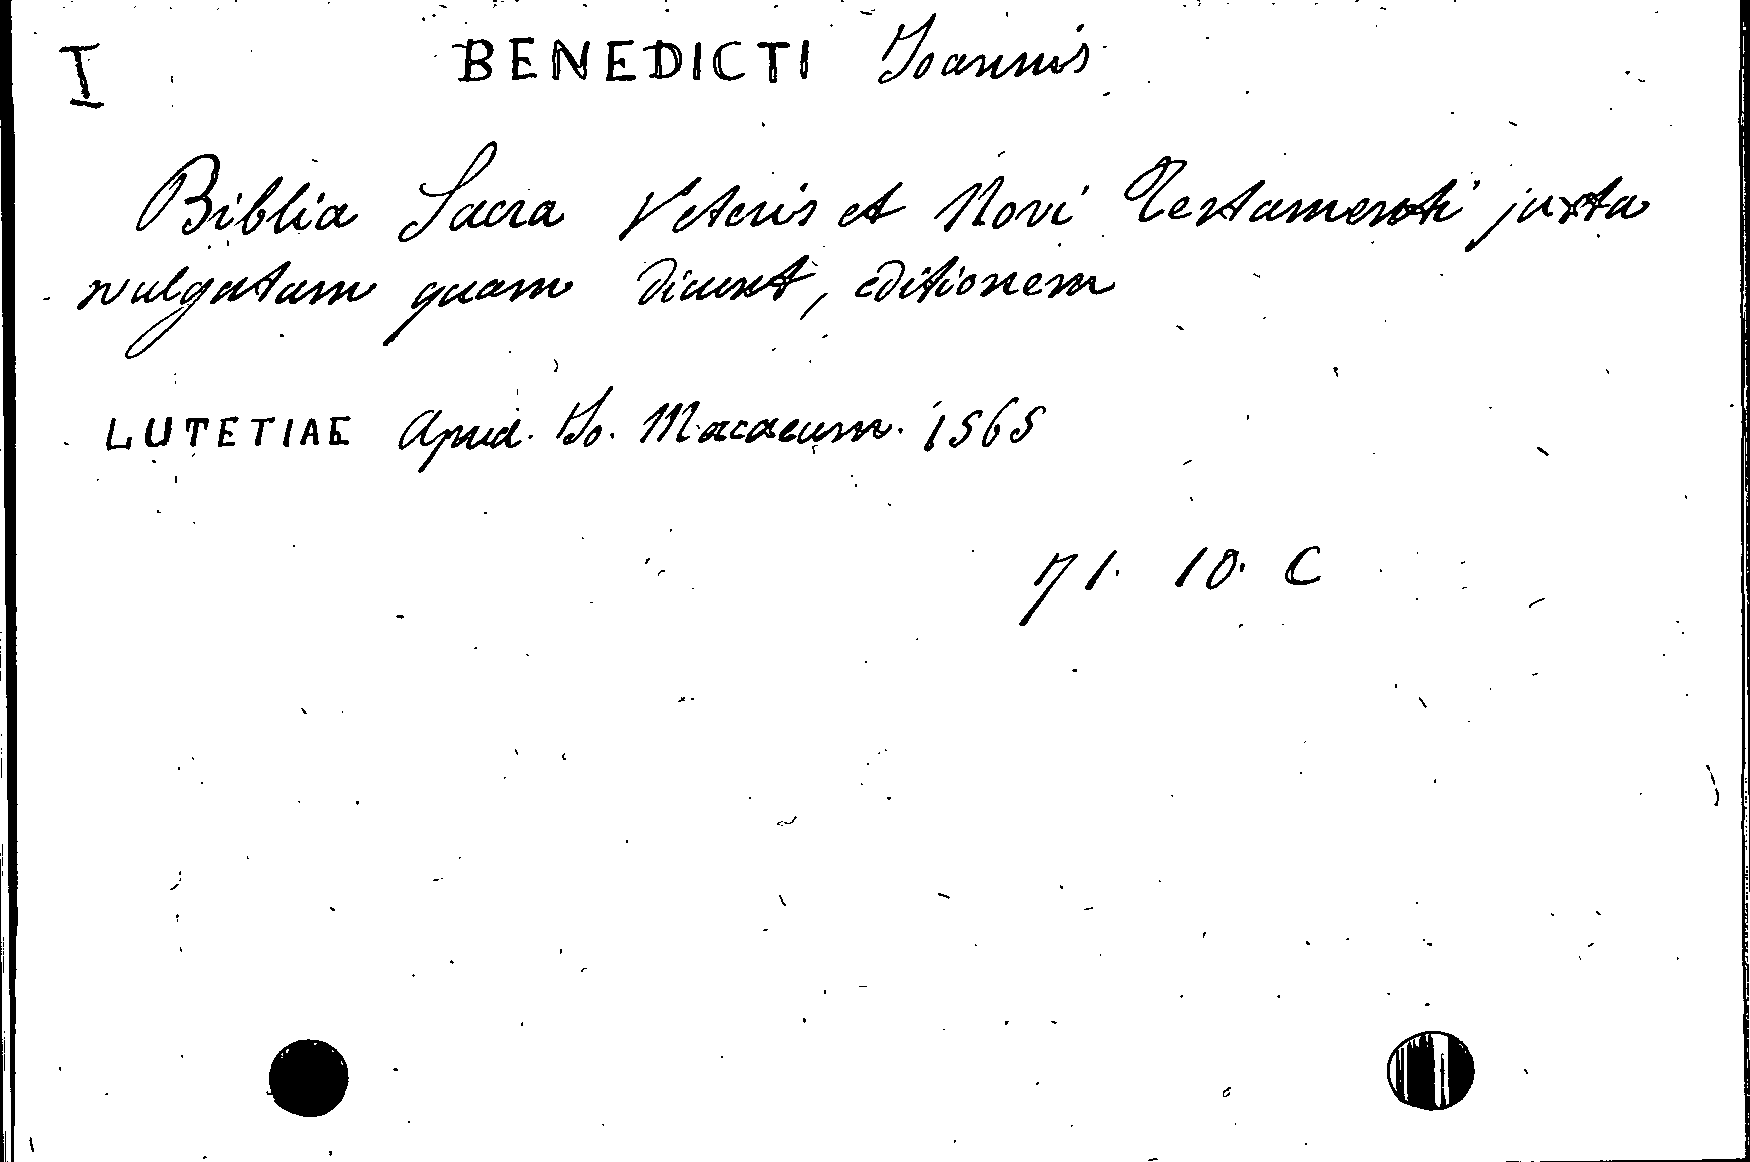 I BENEDICTI Joannis
Biblia Sacra Veteris et Novi Testamenti juxta
vulgatam quam dicunt, editionem
LUTETIAE Apud. Jo. Macaeum. 1565
71. 10. C